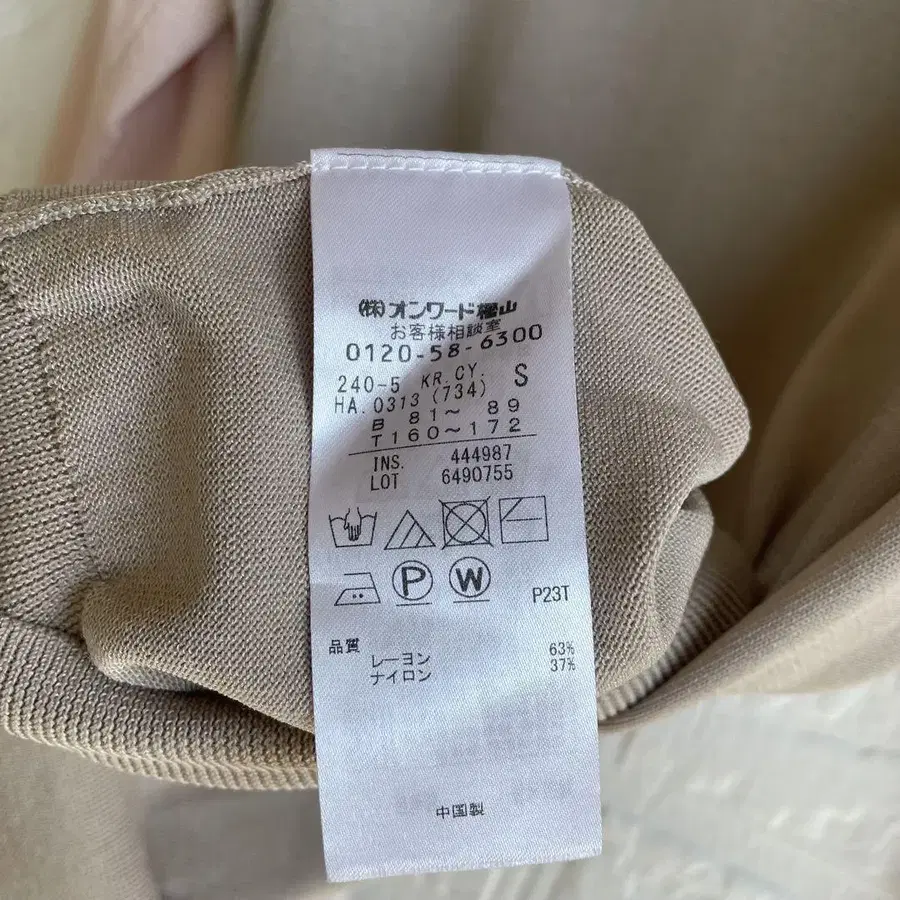 (株)オンワード樫山
お客様相談室
0120-58-6300
240-5 KR.CY. S
HA.0313(734)
B 81〜 89
T160〜172
INS. 444987
LOT 6490755
P W P23T
品質
レーヨン 63%
ナイロン 37%
中国製